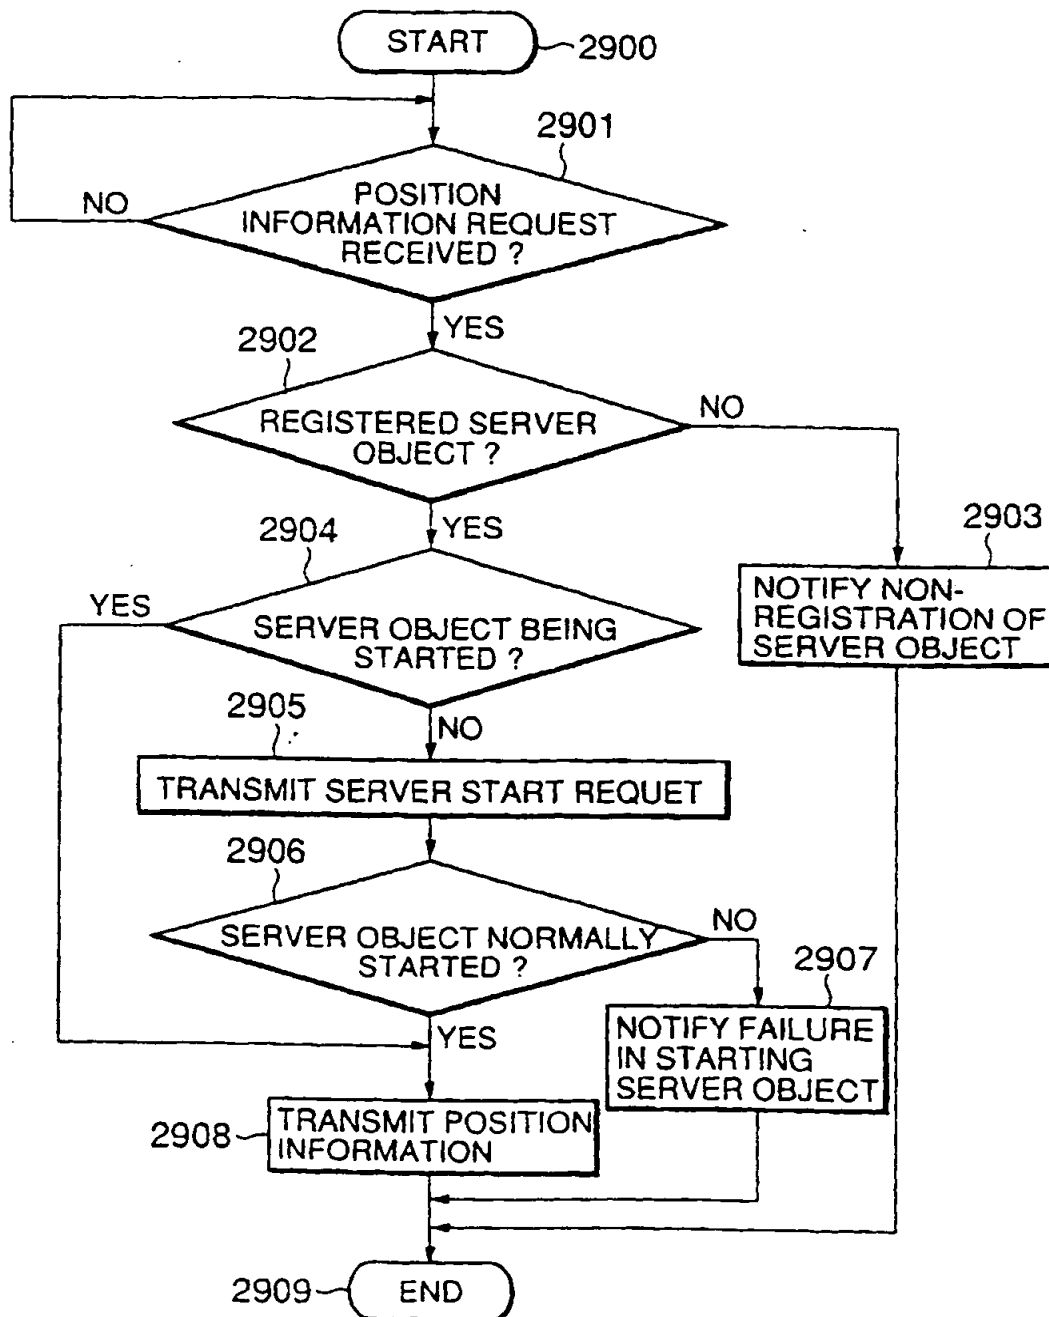 START
2900
2901
POSITION
INFORMATION REQUEST
RECEIVED ?
NO
YES
2902
REGISTERED SERVER
OBJECT ?
NO
YES
2903
NOTIFY NON-
REGISTRATION OF
SERVER OBJECT
2904
YES
SERVER OBJECT BEING
STARTED ?
NO
2905
TRANSMIT SERVER START REQUET
2906
SERVER OBJECT NORMALLY
STARTED ?
NO
YES
2907
NOTIFY FAILURE
IN STARTING
SERVER OBJECT
2908
TRANSMIT POSITION
INFORMATION
2909
END